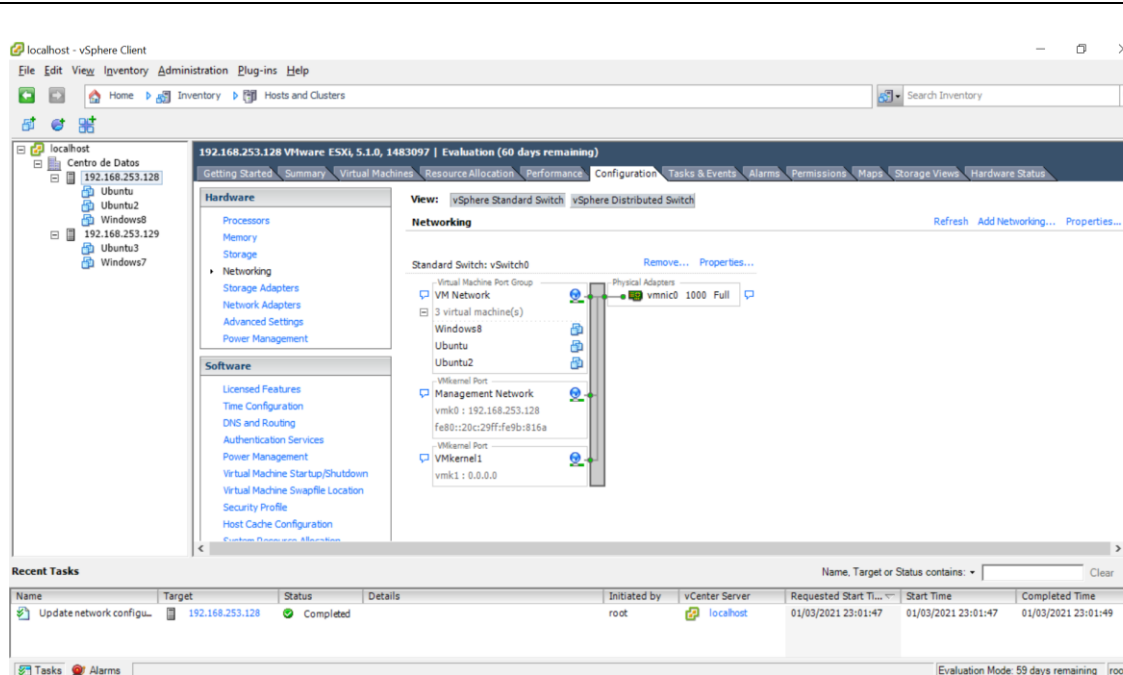 localhost - vSphere Client
File Edit View Inventory Administration Plug-ins Help
Home Inventory Hosts and Clusters
Search Inventory
localhost
Centro de Datos
192.168.253.128
Ubuntu
Ubuntu2
Windows8
192.168.253.129
Ubuntu3
Windows7
192.168.253.128 VMware ESXi, 5.1.0, 1483097 | Evaluation (60 days remaining)
Getting Started Summary Virtual Machines Resource Allocation Performance Configuration Tasks & Events Alarms Permissions Maps Storage Views Hardware Status
Hardware
Processors
Memory
Storage
Networking
Storage Adapters
Network Adapters
Advanced Settings
Power Management
Software
Licensed Features
Time Configuration
DNS and Routing
Authentication Services
Power Management
Virtual Machine Startup/Shutdown
Virtual Machine Swapfile Location
Security Profile
Host Cache Configuration
System Resource Allocation
View: vSphere Standard Switch vSphere Distributed Switch
Networking
Refresh Add Networking... Properties...
Standard Switch: vSwitch0 Remove... Properties...
Virtual Machine Port Group
VM Network
3 virtual machine(s)
Windows8
Ubuntu
Ubuntu2
Physical Adapters
vmnic0 1000 Full
VMkernel Port
Management Network
vmk0 : 192.168.253.128
fe80::20c:29ff:fe9b:816a
VMkernel Port
VMkernel1
vmk1 : 0.0.0.0
Recent Tasks
Name, Target or Status contains: Clear
Name Target Status Details Initiated by vCenter Server Requested Start Ti... Start Time Completed Time
Update network configu... 192.168.253.128 Completed root localhost 01/03/2021 23:01:47 01/03/2021 23:01:47 01/03/2021 23:01:49
Tasks Alarms
Evaluation Mode: 59 days remaining roo